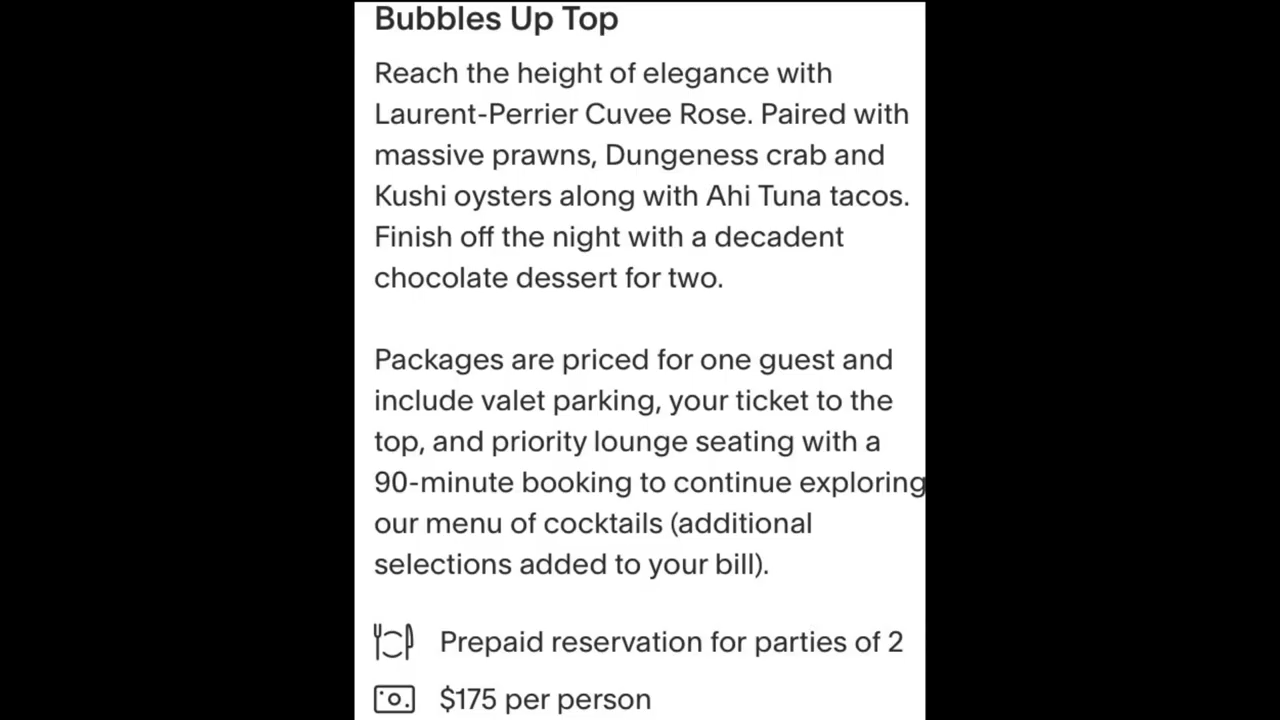 Bubbles Up Top
Reach the height of elegance with
Laurent-Perrier Cuvee Rose. Paired with
massive prawns, Dungeness crab and
Kushi oysters along with Ahi Tuna tacos.
Finish off the night with a decadent
chocolate dessert for two.
Packages are priced for one guest and
include valet parking, your ticket to the
top, and priority lounge seating with a
90-minute booking to continue exploring
our menu of cocktails (additional
selections added to your bill).
Prepaid reservation for parties of 2
$175 per person